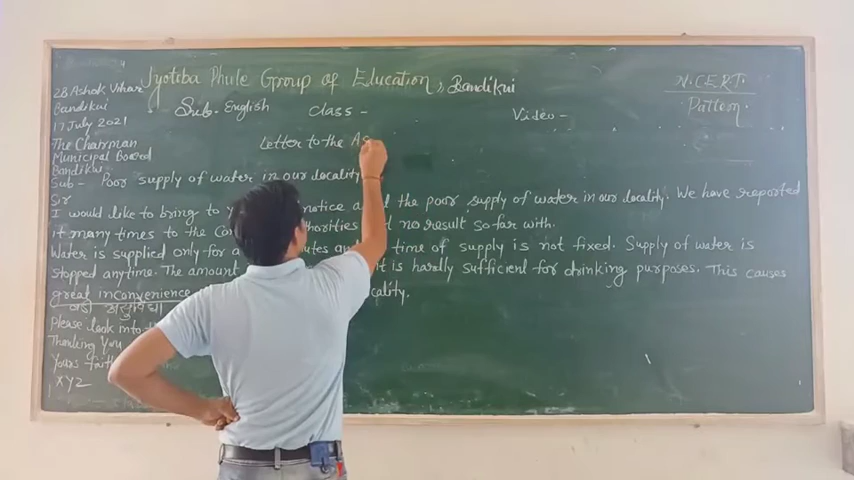 Jyotiba Phule Group of Education, Bandikui
N.C.E.R.T.
Pattern
Sub- English Class - Video -
Letter to the As
28 Ashok Vihar
Bandikui
17 July 2021
The Chairman
Municipal Board
Bandikui
Sub- Poor supply of water in our locality
Sir
I would like to bring to notice the poor supply of water in our locality. We have reported
it many times to the no result so far with.
Water is supplied only for time of supply is not fixed. Supply of water is
stopped anytime. The amount is hardly sufficient for drinking purposes. This causes
great inconvenience cality.
बड़ी असुविधा
Please look into
Thanking You
Yours faith
XYZ